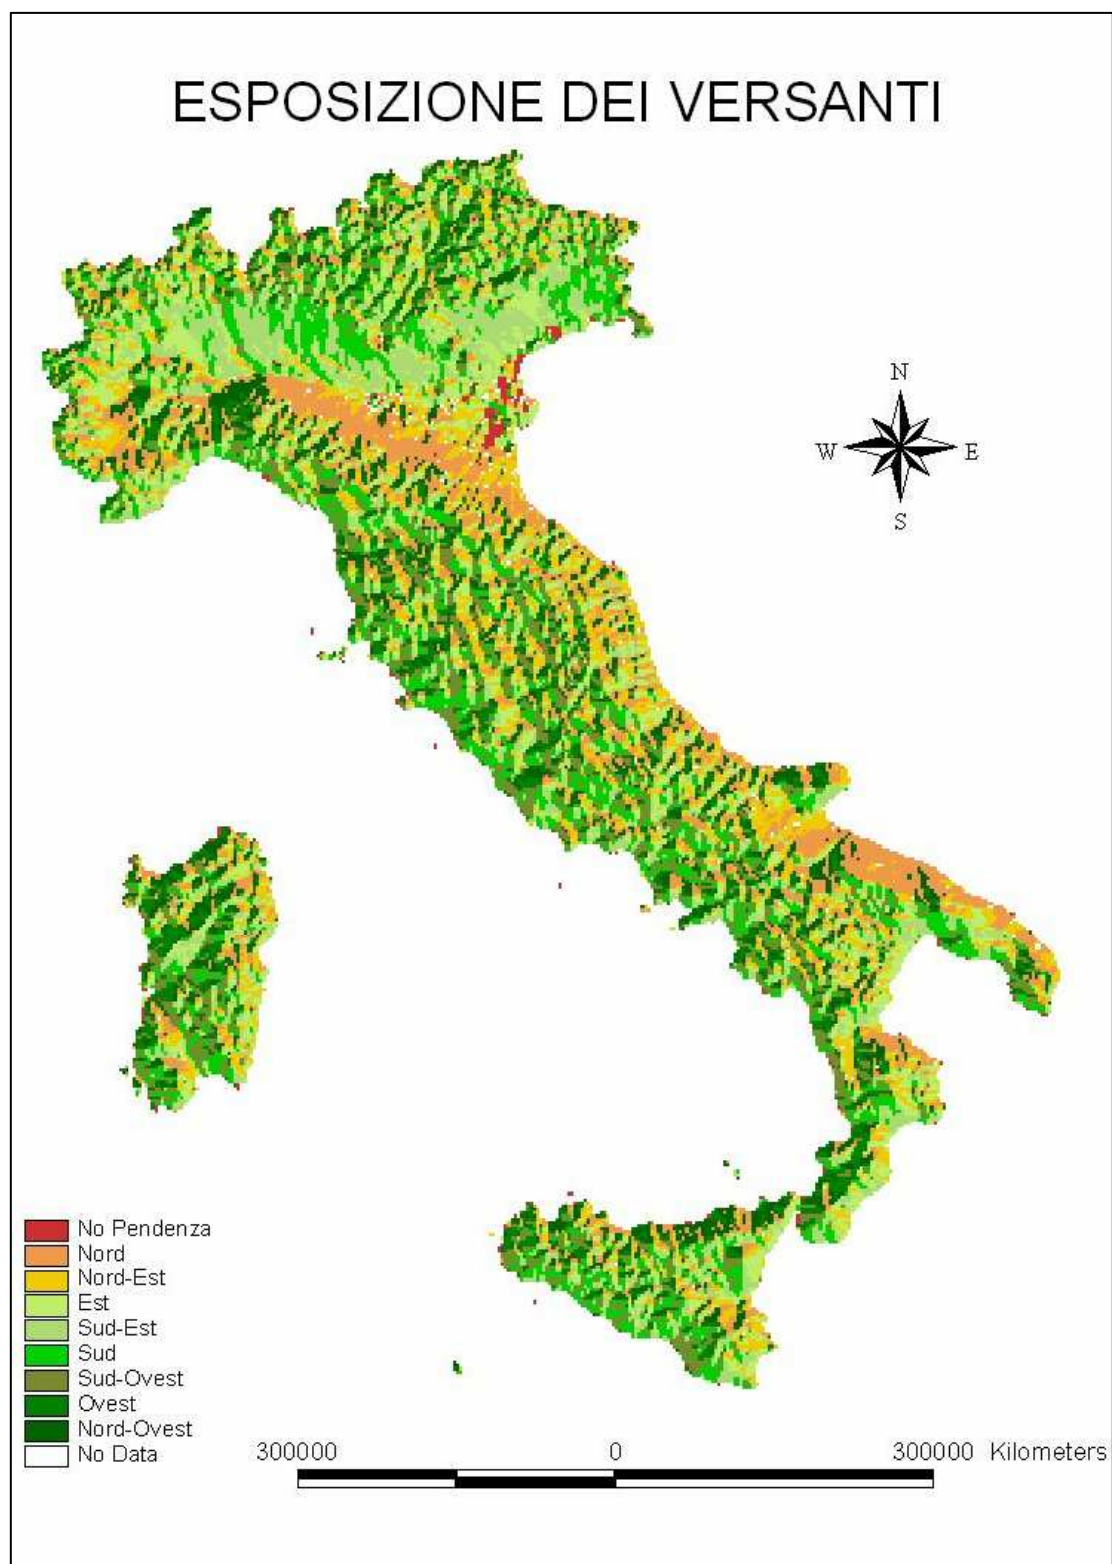 ESPOSIZIONE DEI VERSANTI
N
W E
S
No Pendenza
Nord
Nord-Est
Est
Sud-Est
Sud
Sud-Ovest
Ovest
Nord-Ovest
No Data
300000 0 300000 Kilometers